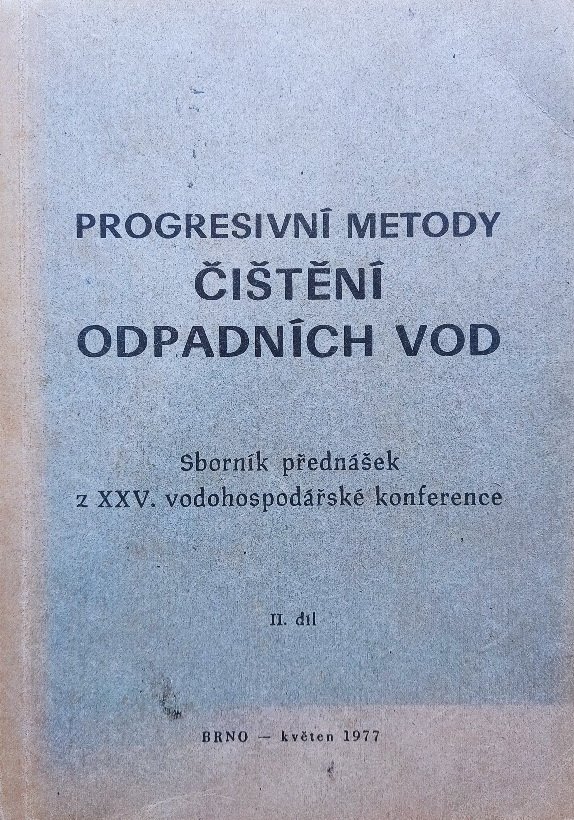 PROGRESIVNÍ METODY
ČIŠTĚNÍ
ODPADNÍCH VOD
Sborník přednášek
z XXV. vodohospodářské konference
II. díl
BRNO — květen 1977